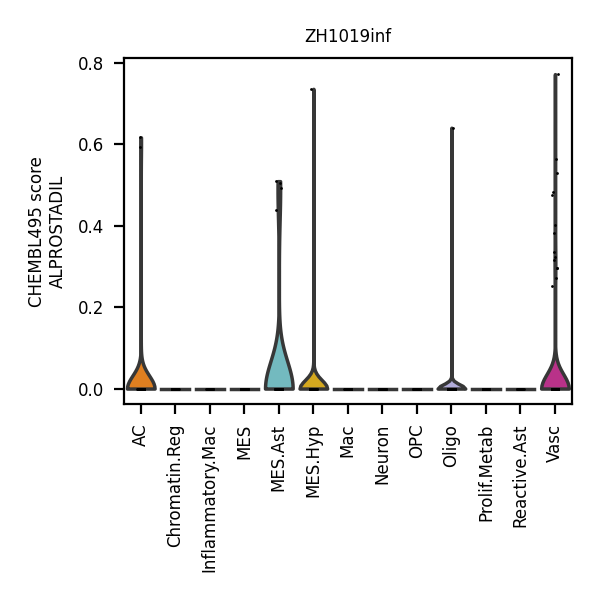 ZH1019inf
CHEMBL495 score
ALPROSTADIL
0.8
0.6
0.4
0.2
0.0
AC
Chromatin.Reg
Inflammatory.Mac
MES
MES.Ast
MES.Hyp
Mac
Neuron
OPC
Oligo
Prolif.Metab
Reactive.Ast
Vasc